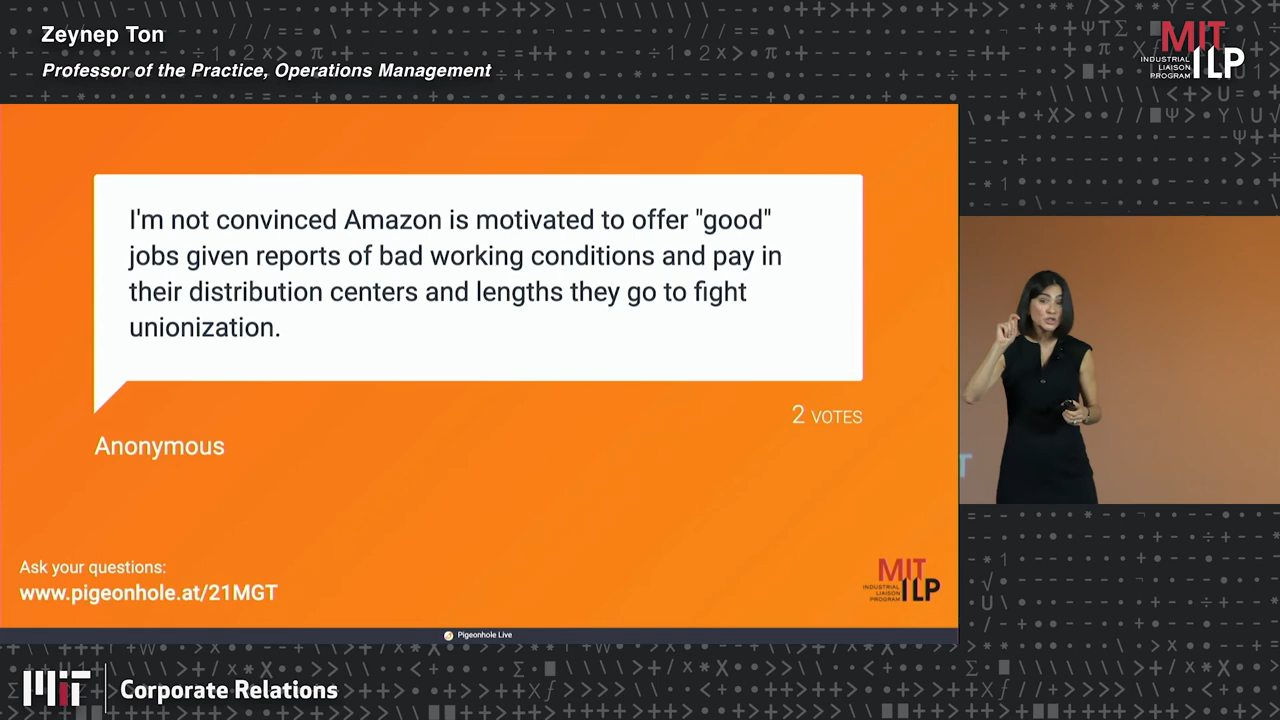 Zeynep Ton
Professor of the Practice, Operations Management
MIT
INDUSTRIAL
LIAISON
PROGRAM
ILP
I'm not convinced Amazon is motivated to offer "good"
jobs given reports of bad working conditions and pay in
their distribution centers and lengths they go to fight
unionization.
2 VOTES
Anonymous
T
Ask your questions:
www.pigeonhole.at/21MGT
MIT
INDUSTRIAL
LIAISON
PROGRAM
ILP
Pigeonhole Live
MIT
Corporate Relations